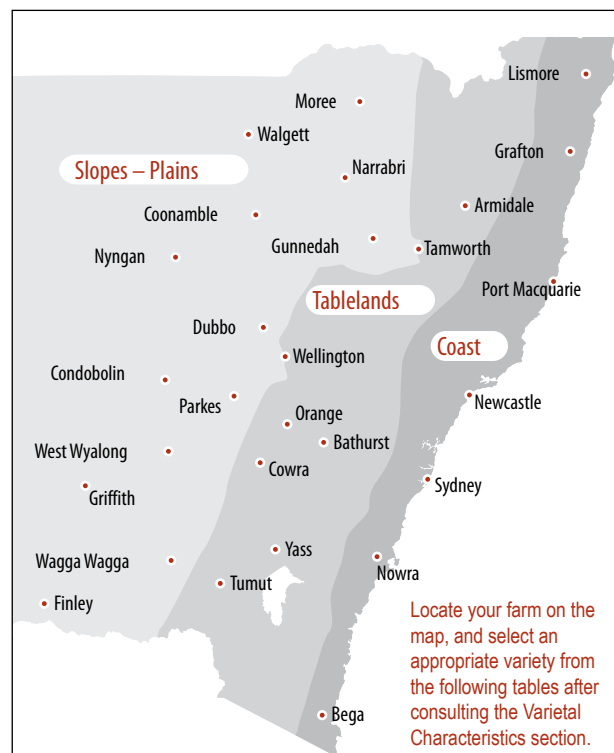 Lismore
Moree
Walgett
Grafton
Slopes – Plains
Narrabri
Armidale
Coonamble
Gunnedah
Tamworth
Nyngan
Port Macquarie
Tablelands
Dubbo
Coast
Wellington
Condobolin
Newcastle
Parkes
Orange
Bathurst
West Wyalong
Cowra
Sydney
Griffith
Yass
Wagga Wagga
Nowra
Tumut
Finley
Locate your farm on the
map, and select an
appropriate variety from
the following tables after
consulting the Varietal
Characteristics section.
Bega